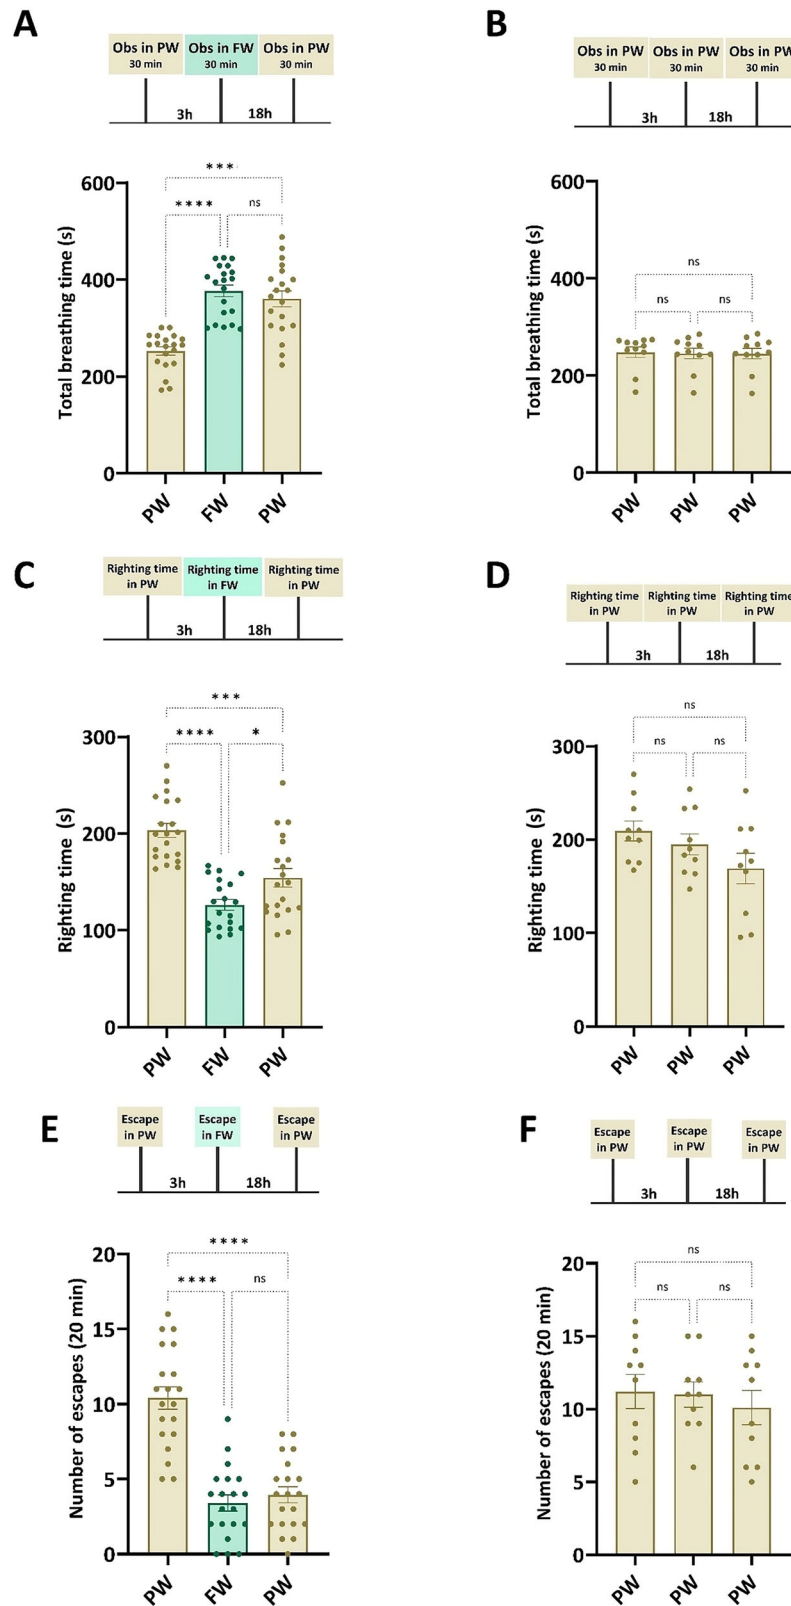 A
Obs in PW Obs in FW Obs in PW
30 min 30 min 30 min
3h 18h
***
**** ns
Total breathing time (s)
600
400
200
0
PW FW PW
B
Obs in PW Obs in PW Obs in PW
30 min 30 min 30 min
3h 18h
ns
ns ns
Total breathing time (s)
600
400
200
0
PW PW PW
C
Righting time Righting time Righting time
in PW in FW in PW
3h 18h
***
**** *
Righting time (s)
300
200
100
0
PW FW PW
D
Righting time Righting time Righting time
in PW in PW in PW
3h 18h
ns
ns ns
Righting time (s)
300
200
100
0
PW PW PW
E
Escape Escape Escape
in PW in FW in PW
3h 18h
****
**** ns
Number of escapes (20 min)
20
15
10
5
0
PW FW PW
F
Escape Escape Escape
in PW in PW in PW
3h 18h
ns
ns ns
Number of escapes (20 min)
20
15
10
5
0
PW PW PW